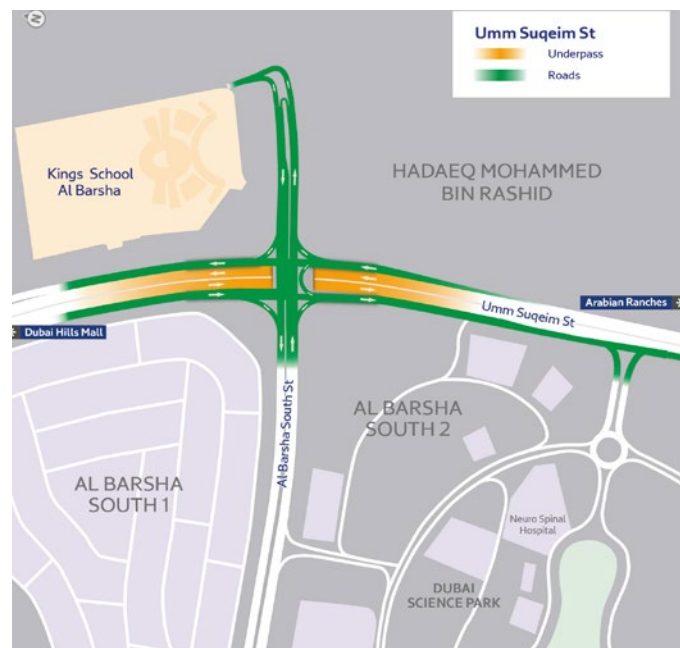 N
Umm Suqeim St
Underpass
Roads
Kings School
Al Barsha
HADAEQ MOHAMMED
BIN RASHID
Arabian Ranches
Umm Suqeim St
Dubai Hills Mall
Al Barsha South St
AL BARSHA
SOUTH 2
AL BARSHA
SOUTH 1
Neuro Spinal
Hospital
DUBAI
SCIENCE PARK